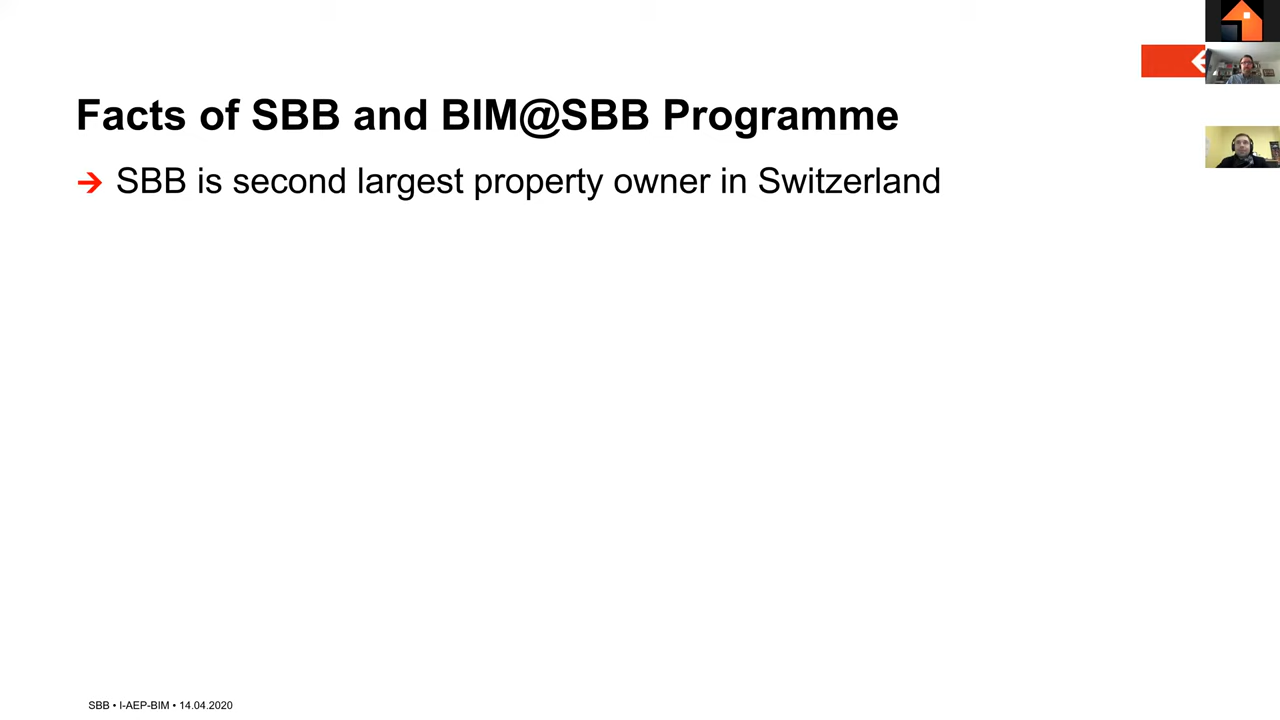 Facts of SBB and BIM@SBB Programme
→ SBB is second largest property owner in Switzerland
SBB • I-AEP-BIM • 14.04.2020